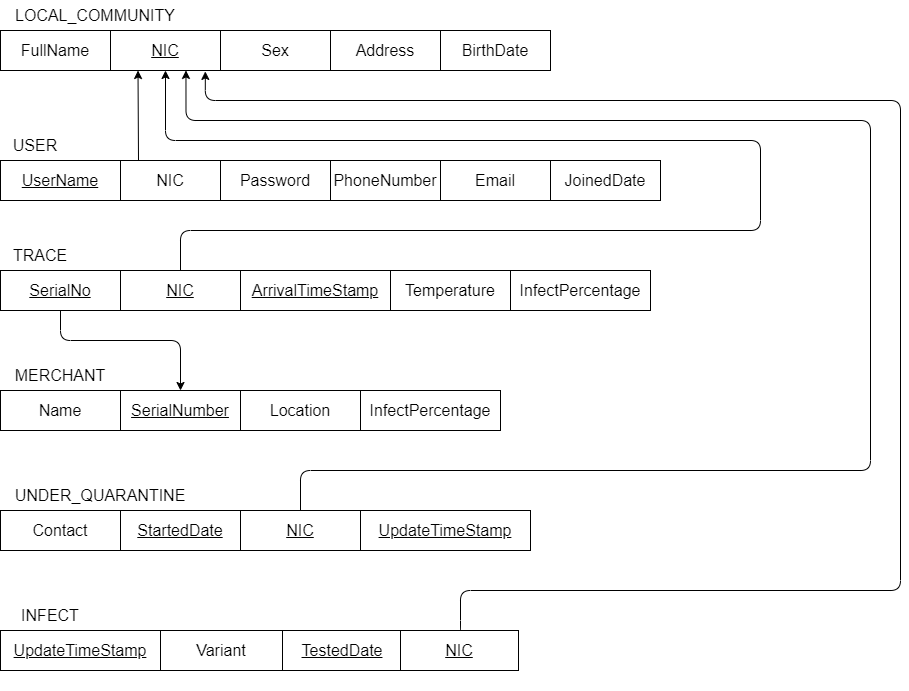 LOCAL_COMMUNITY
FullName NIC Sex Address BirthDate
USER
UserName NIC Password PhoneNumber Email JoinedDate
TRACE
SerialNo NIC ArrivalTimeStamp Temperature InfectPercentage
MERCHANT
Name SerialNumber Location InfectPercentage
UNDER_QUARANTINE
Contact StartedDate NIC UpdateTimeStamp
INFECT
UpdateTimeStamp Variant TestedDate NIC